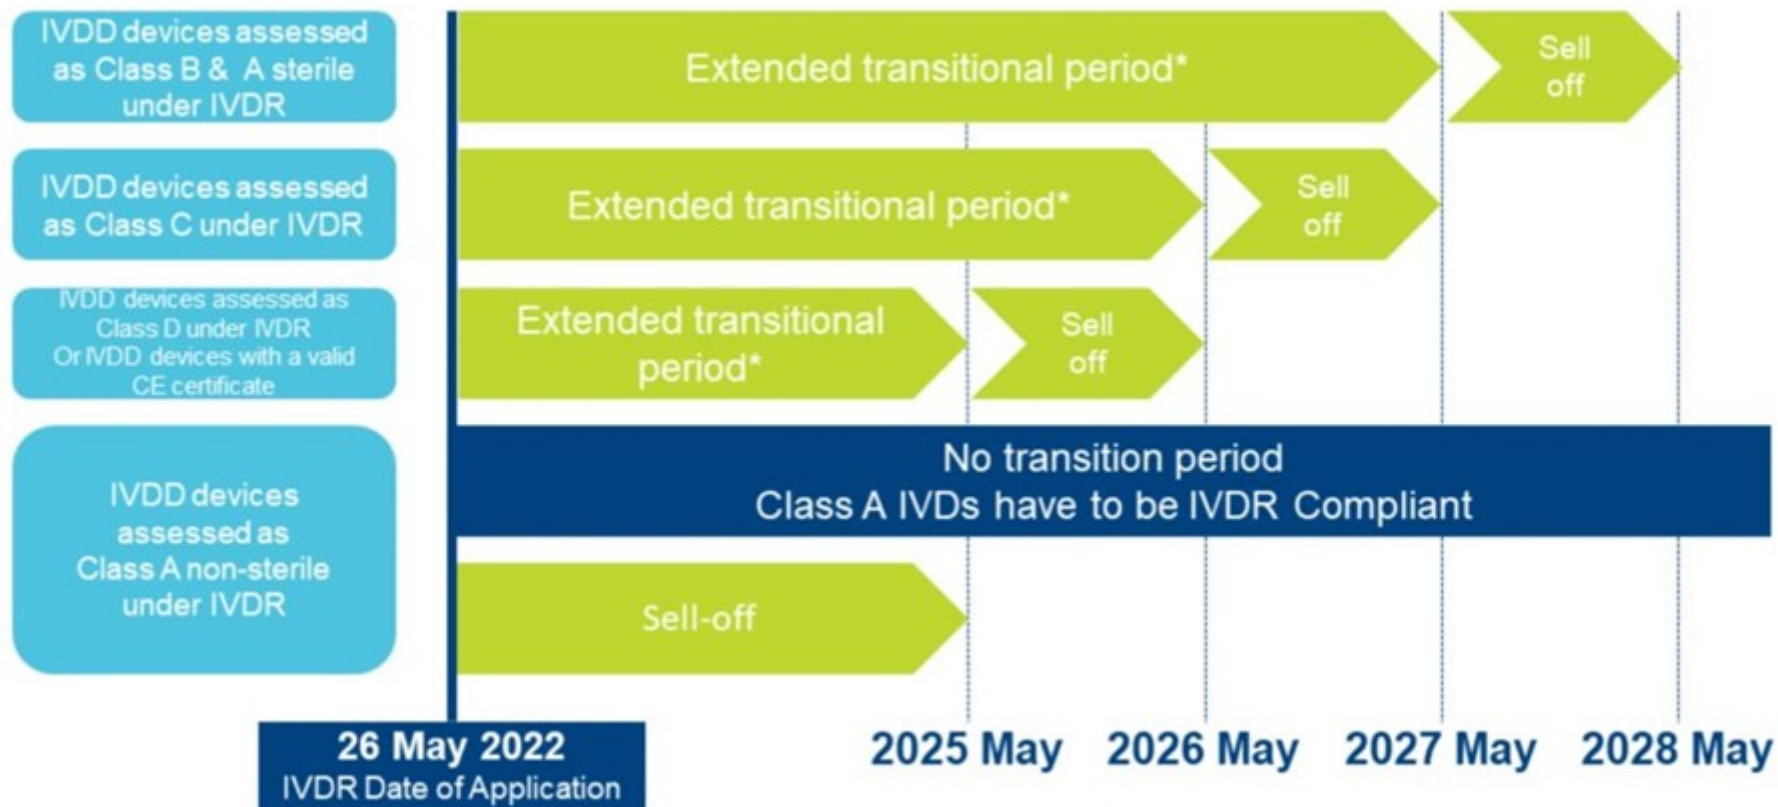 IVDD devices assessed
as Class B & A sterile
under IVDR
Extended transitional period*
Sell
off
IVDD devices assessed
as Class C under IVDR
Extended transitional period*
Sell
off
IVDD devices assessed as
Class D under IVDR
Or IVDD devices with a valid
CE certificate
Extended transitional
period*
Sell
off
IVDD devices
assessed as
Class A non-sterile
under IVDR
No transition period
Class A IVDs have to be IVDR Compliant
Sell-off
26 May 2022
IVDR Date of Application
2025 May
2026 May
2027 May
2028 May